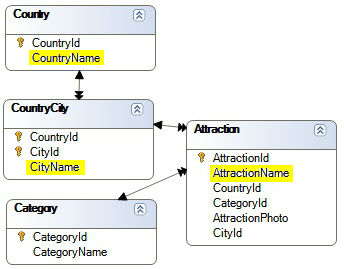 Country
CountryId
CountryName
CountryCity
CountryId
CityId
CityName
Attraction
AttractionId
AttractionName
CountryId
CategoryId
AttractionPhoto
CityId
Category
CategoryId
CategoryName